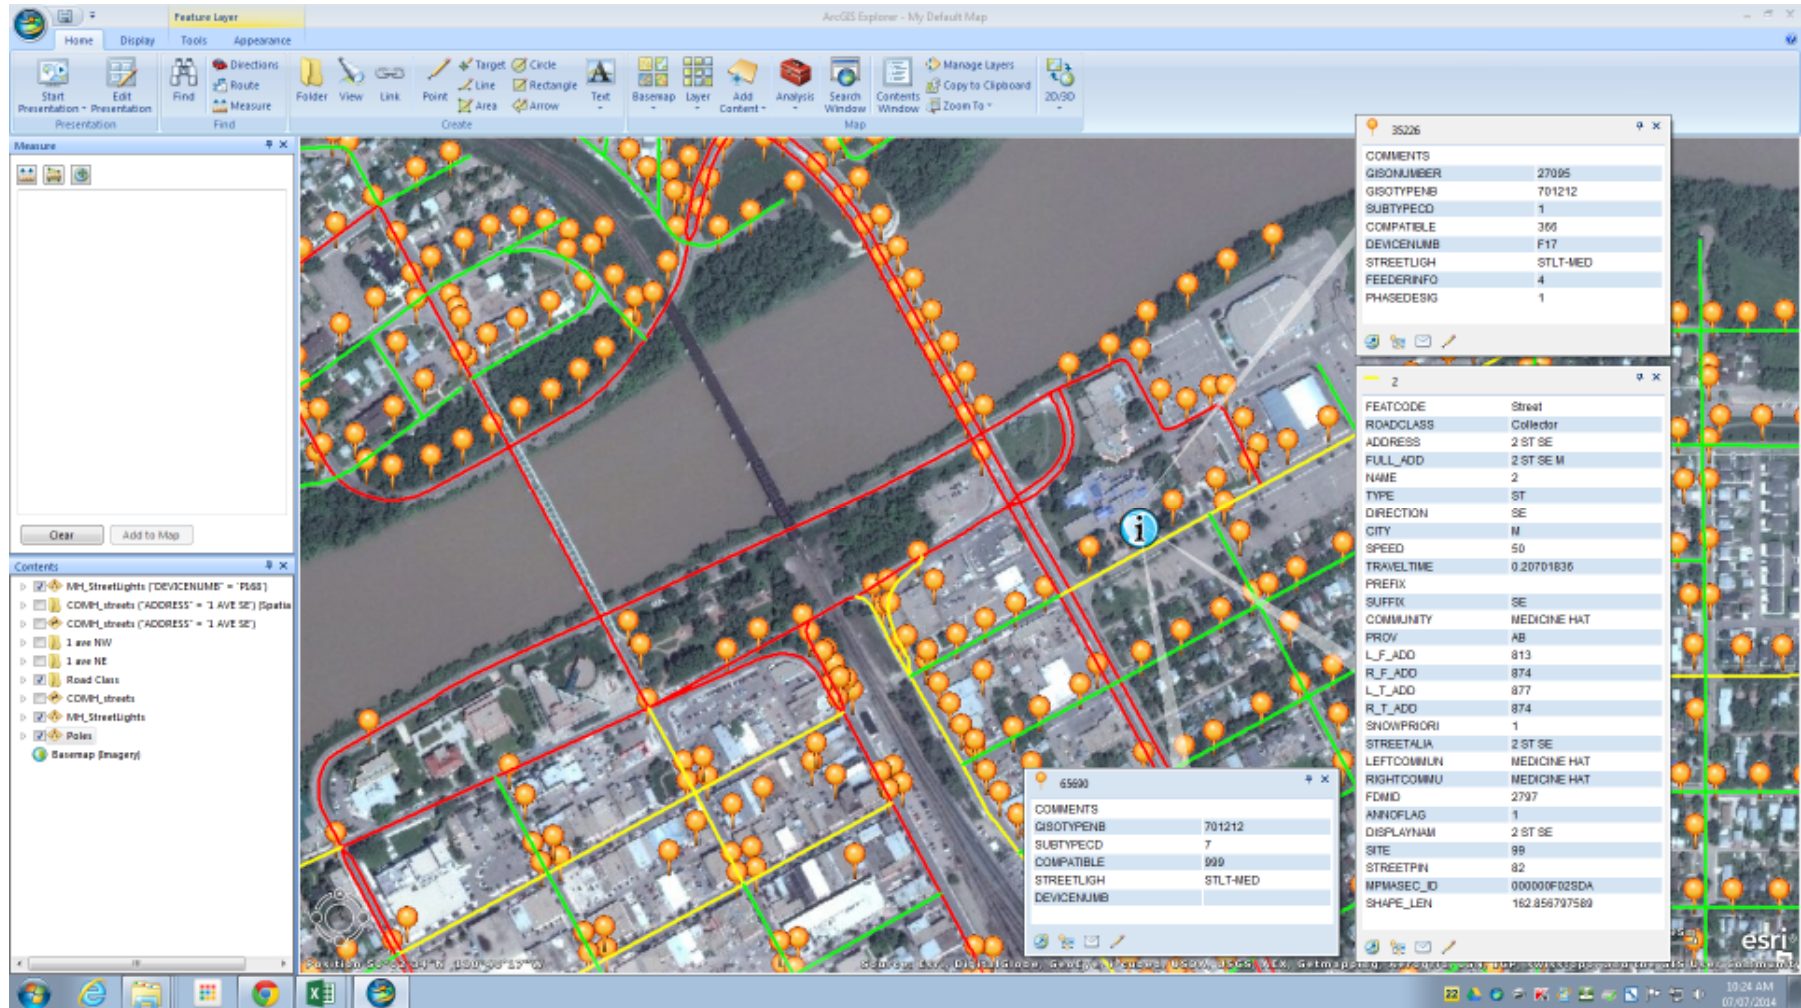 Feature Layer
ArcGIS Explorer - My Default Map
Home Display Tools Appearance
Start Presentation Edit Presentation
Presentation
Find Directions Route Measure
Find
Folder View Link Point Target Line Area Circle Rectangle Arrow Text
Create
Basemap Layer Add Content Analysis Search Window Contents Window Manage Layers Copy to Clipboard Zoom To 2D/3D
Map
Measure
Clear Add to Map
Contents
MH_StreetLights ("DEVICENUMB" = 'P168')
COMH_streets ("ADDRESS" = '1 AVE SE') (Spatia
COMH_streets ("ADDRESS" = '1 AVE SE')
1 ave NW
1 ave NE
Road Class
COMH_streets
MH_StreetLights
Poles
Basemap (Imagery)
35226
COMMENTS
GISONUMBER 27095
GISOTYPENB 701212
SUBTYPECD 1
COMPATIBLE 366
DEVICENUMB F17
STREETLIGH STLT-MED
FEEDERINFO 4
PHASEDESIG 1
2
FEATCODE Street
ROADCLASS Collector
ADDRESS 2 ST SE
FULL_ADD 2 ST SE M
NAME 2
TYPE ST
DIRECTION SE
CITY M
SPEED 50
TRAVELTIME 0.20701836
PREFIX
SUFFIX SE
COMMUNITY MEDICINE HAT
PROV AB
L_F_ADD 813
R_F_ADD 874
L_T_ADD 877
R_T_ADD 874
SNOWPRIORI 1
STREETALIA 2 ST SE
LEFTCOMMUN MEDICINE HAT
RIGHTCOMMU MEDICINE HAT
FDMID 2797
ANNOFLAG 1
DISPLAYNAM 2 ST SE
SITE 99
STREETPIN 82
MPMASEC_ID 000000F02SDA
SHAPE_LEN 162.856797589
65690
COMMENTS
GISOTYPENB 701212
SUBTYPECD 7
COMPATIBLE 999
STREETLIGH STLT-MED
DEVICENUMB
esri
10:24 AM
07/07/2014